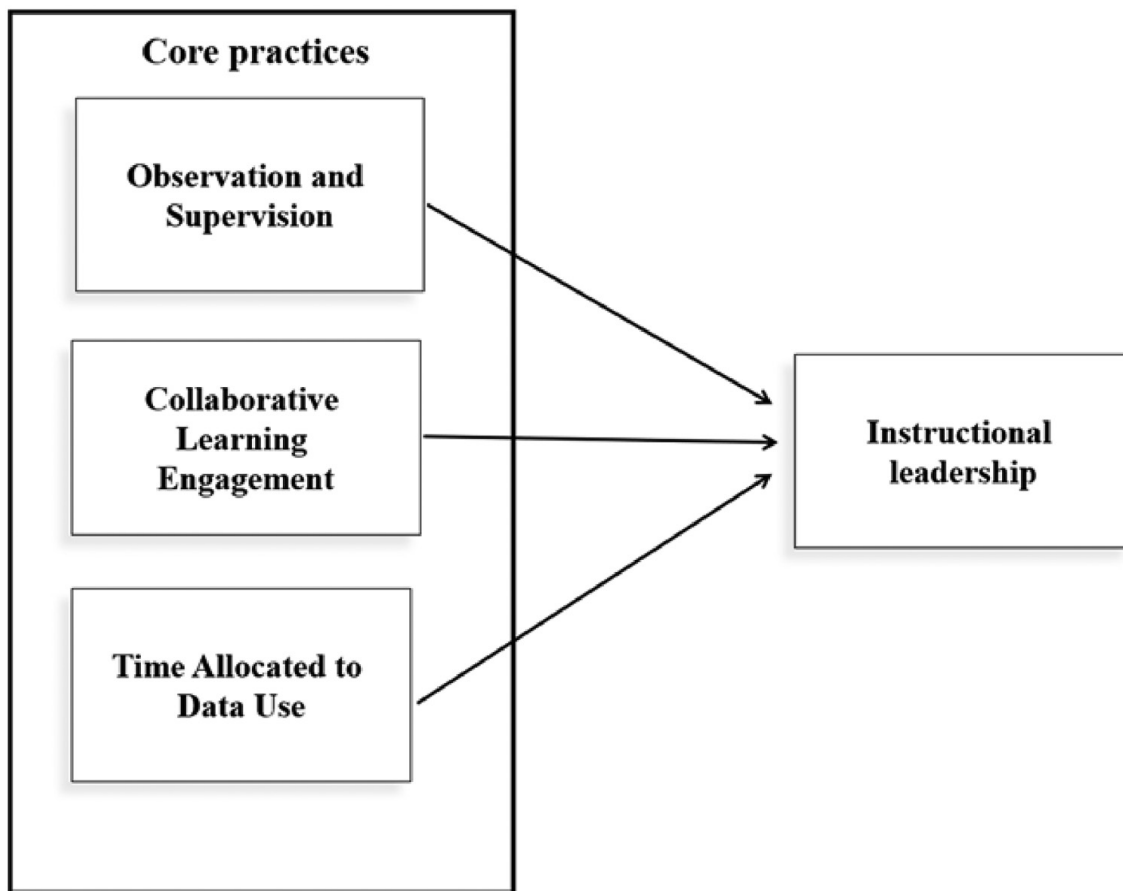 Core practices
Observation and
Supervision
Collaborative
Learning
Engagement
Time Allocated to
Data Use
Instructional
leadership